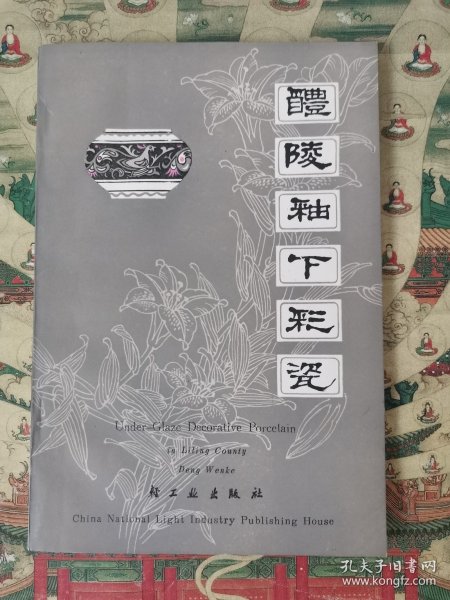 醴陵釉下彩瓷
Under Glaze Decorative Porcelain
in Liling County
Deng Wenke
轻工业出版社
China National Light Industry Publishing House
孔夫子旧书网
www.kongfz.com